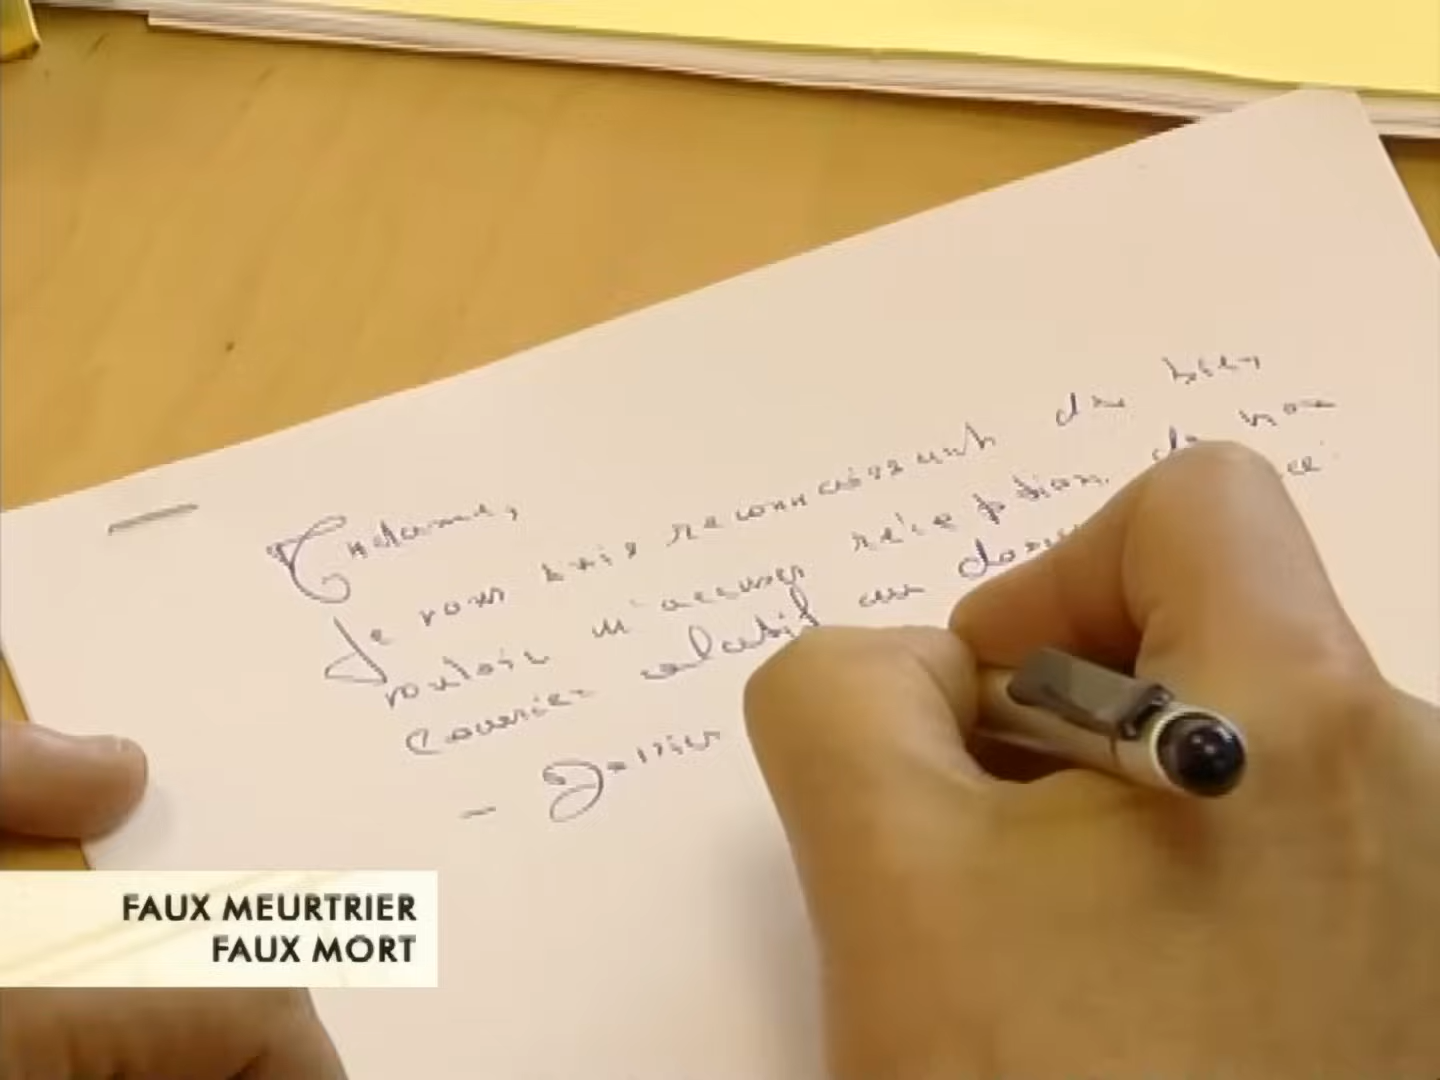 Madame,
Je vous suis reconnaissant de bien
vouloir m'accuser réception de mon
courrier relatif au
- Dossier
FAUX MEURTRIER
FAUX MORT